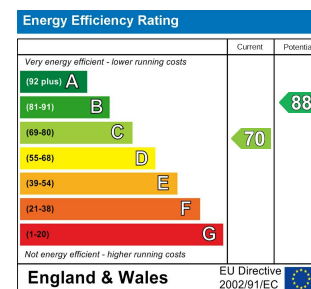 Energy Efficiency Rating
Current Potentia
Very energy efficient - lower running costs
(92 plus) A
(81-91) B
88
(69-80) C
70
(55-68) D
(39-54) E
(21-38) F
(1-20) G
Not energy efficient - higher running costs
England & Wales
EU Directive
2002/91/EC